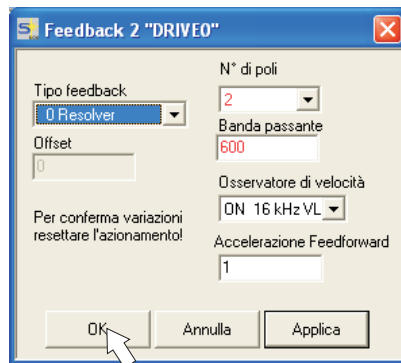 Feedback 2 "DRIVE0"
N° di poli
Tipo feedback
2
0 Resolver
Banda passante
Offset
600
0
Osservatore di velocità
Per conferma variazioni
ON 16 kHz VL
resettare l'azionamento!
Accelerazione Feedforward
1
OK
Annulla
Applica